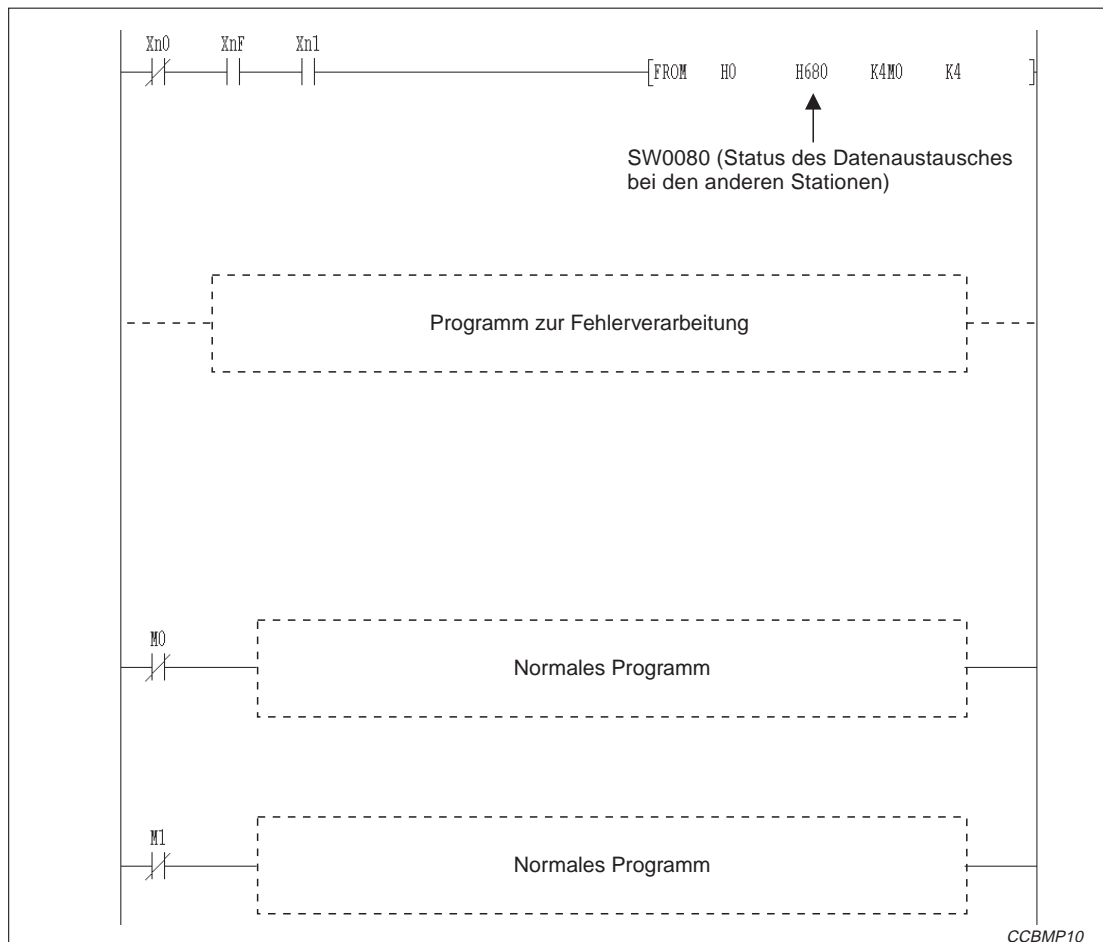 Xn0 XnF Xn1
[FROM H0 H680 K4M0 K4 ]
SW0080 (Status des Datenaustausches
bei den anderen Stationen)
Programm zur Fehlerverarbeitung
M0
Normales Programm
M1
Normales Programm
CCBMP10